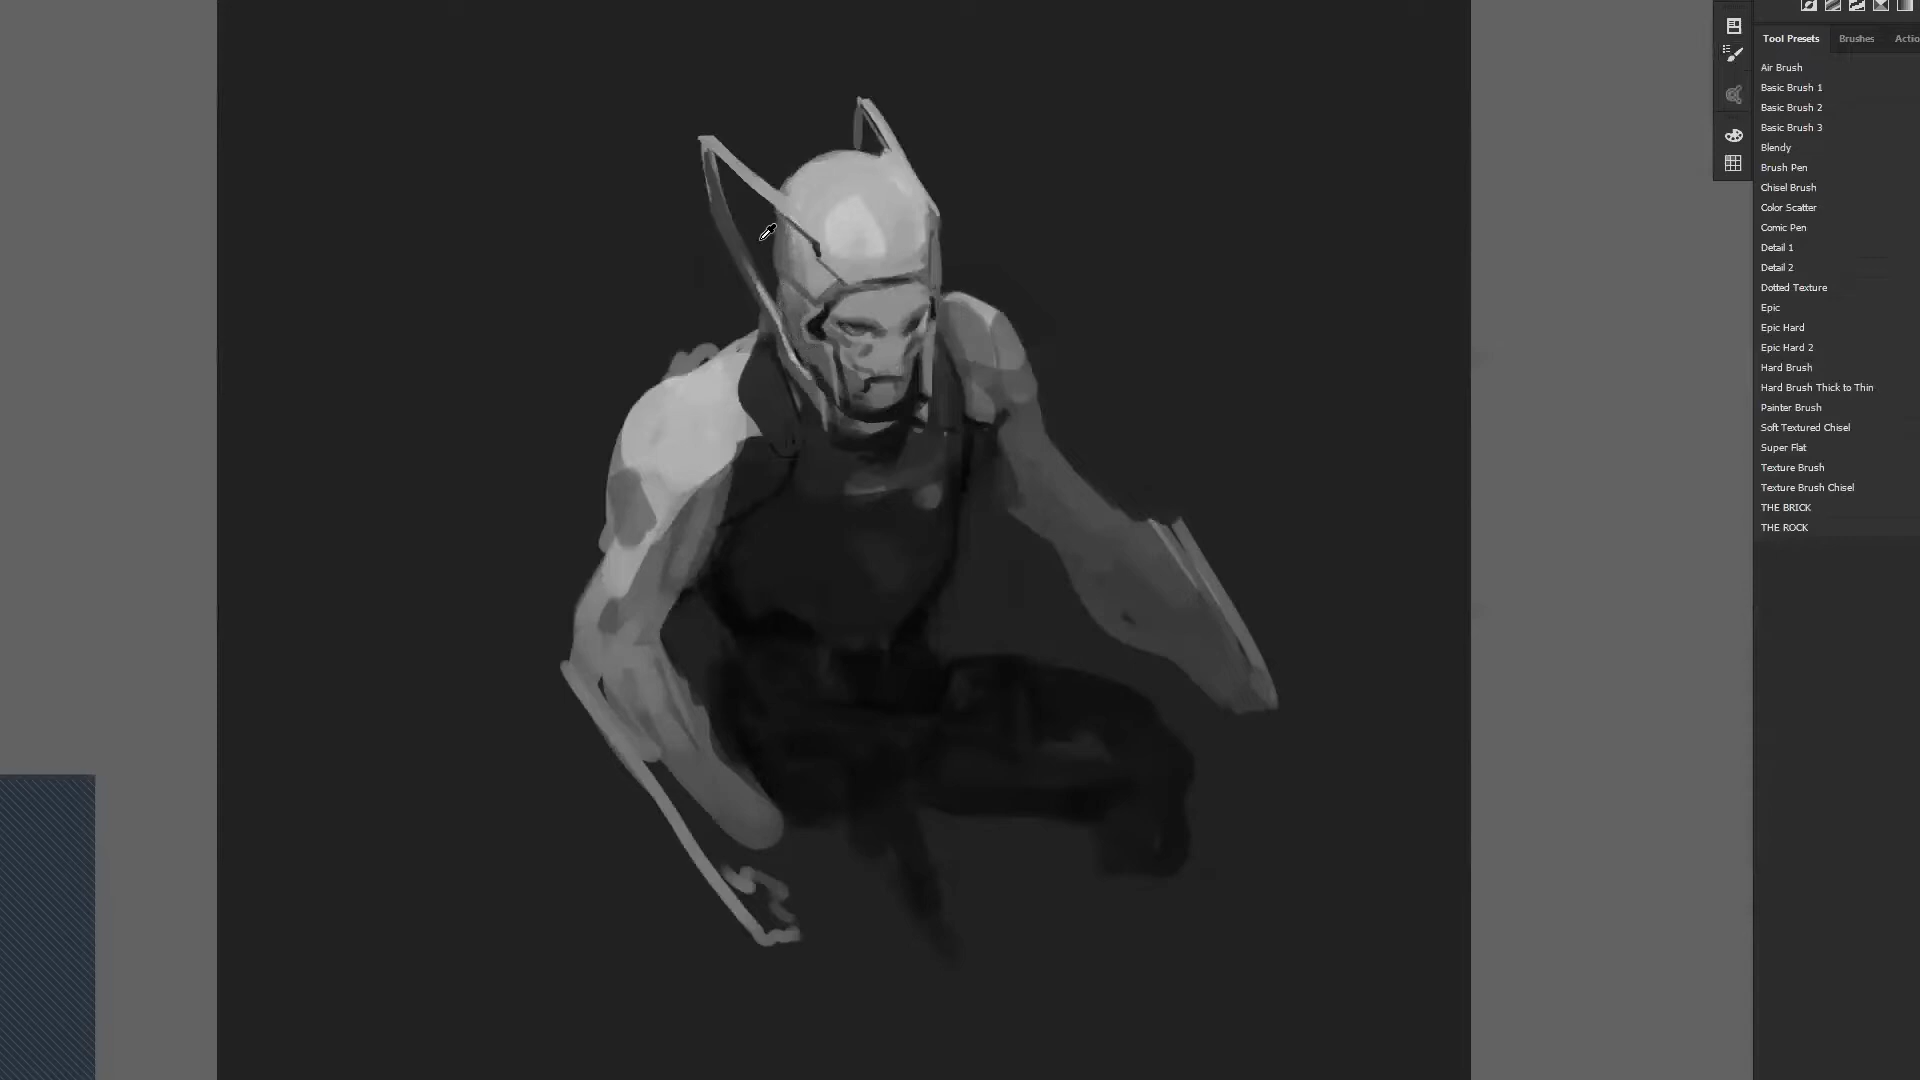 Tool Presets
Brushes
Actio
Air Brush
Basic Brush 1
Basic Brush 2
Basic Brush 3
Blendy
Brush Pen
Chisel Brush
Color Scatter
Comic Pen
Detail 1
Detail 2
Dotted Texture
Epic
Epic Hard
Epic Hard 2
Hard Brush
Hard Brush Thick to Thin
Painter Brush
Soft Textured Chisel
Super Flat
Texture Brush
Texture Brush Chisel
THE BRICK
THE ROCK